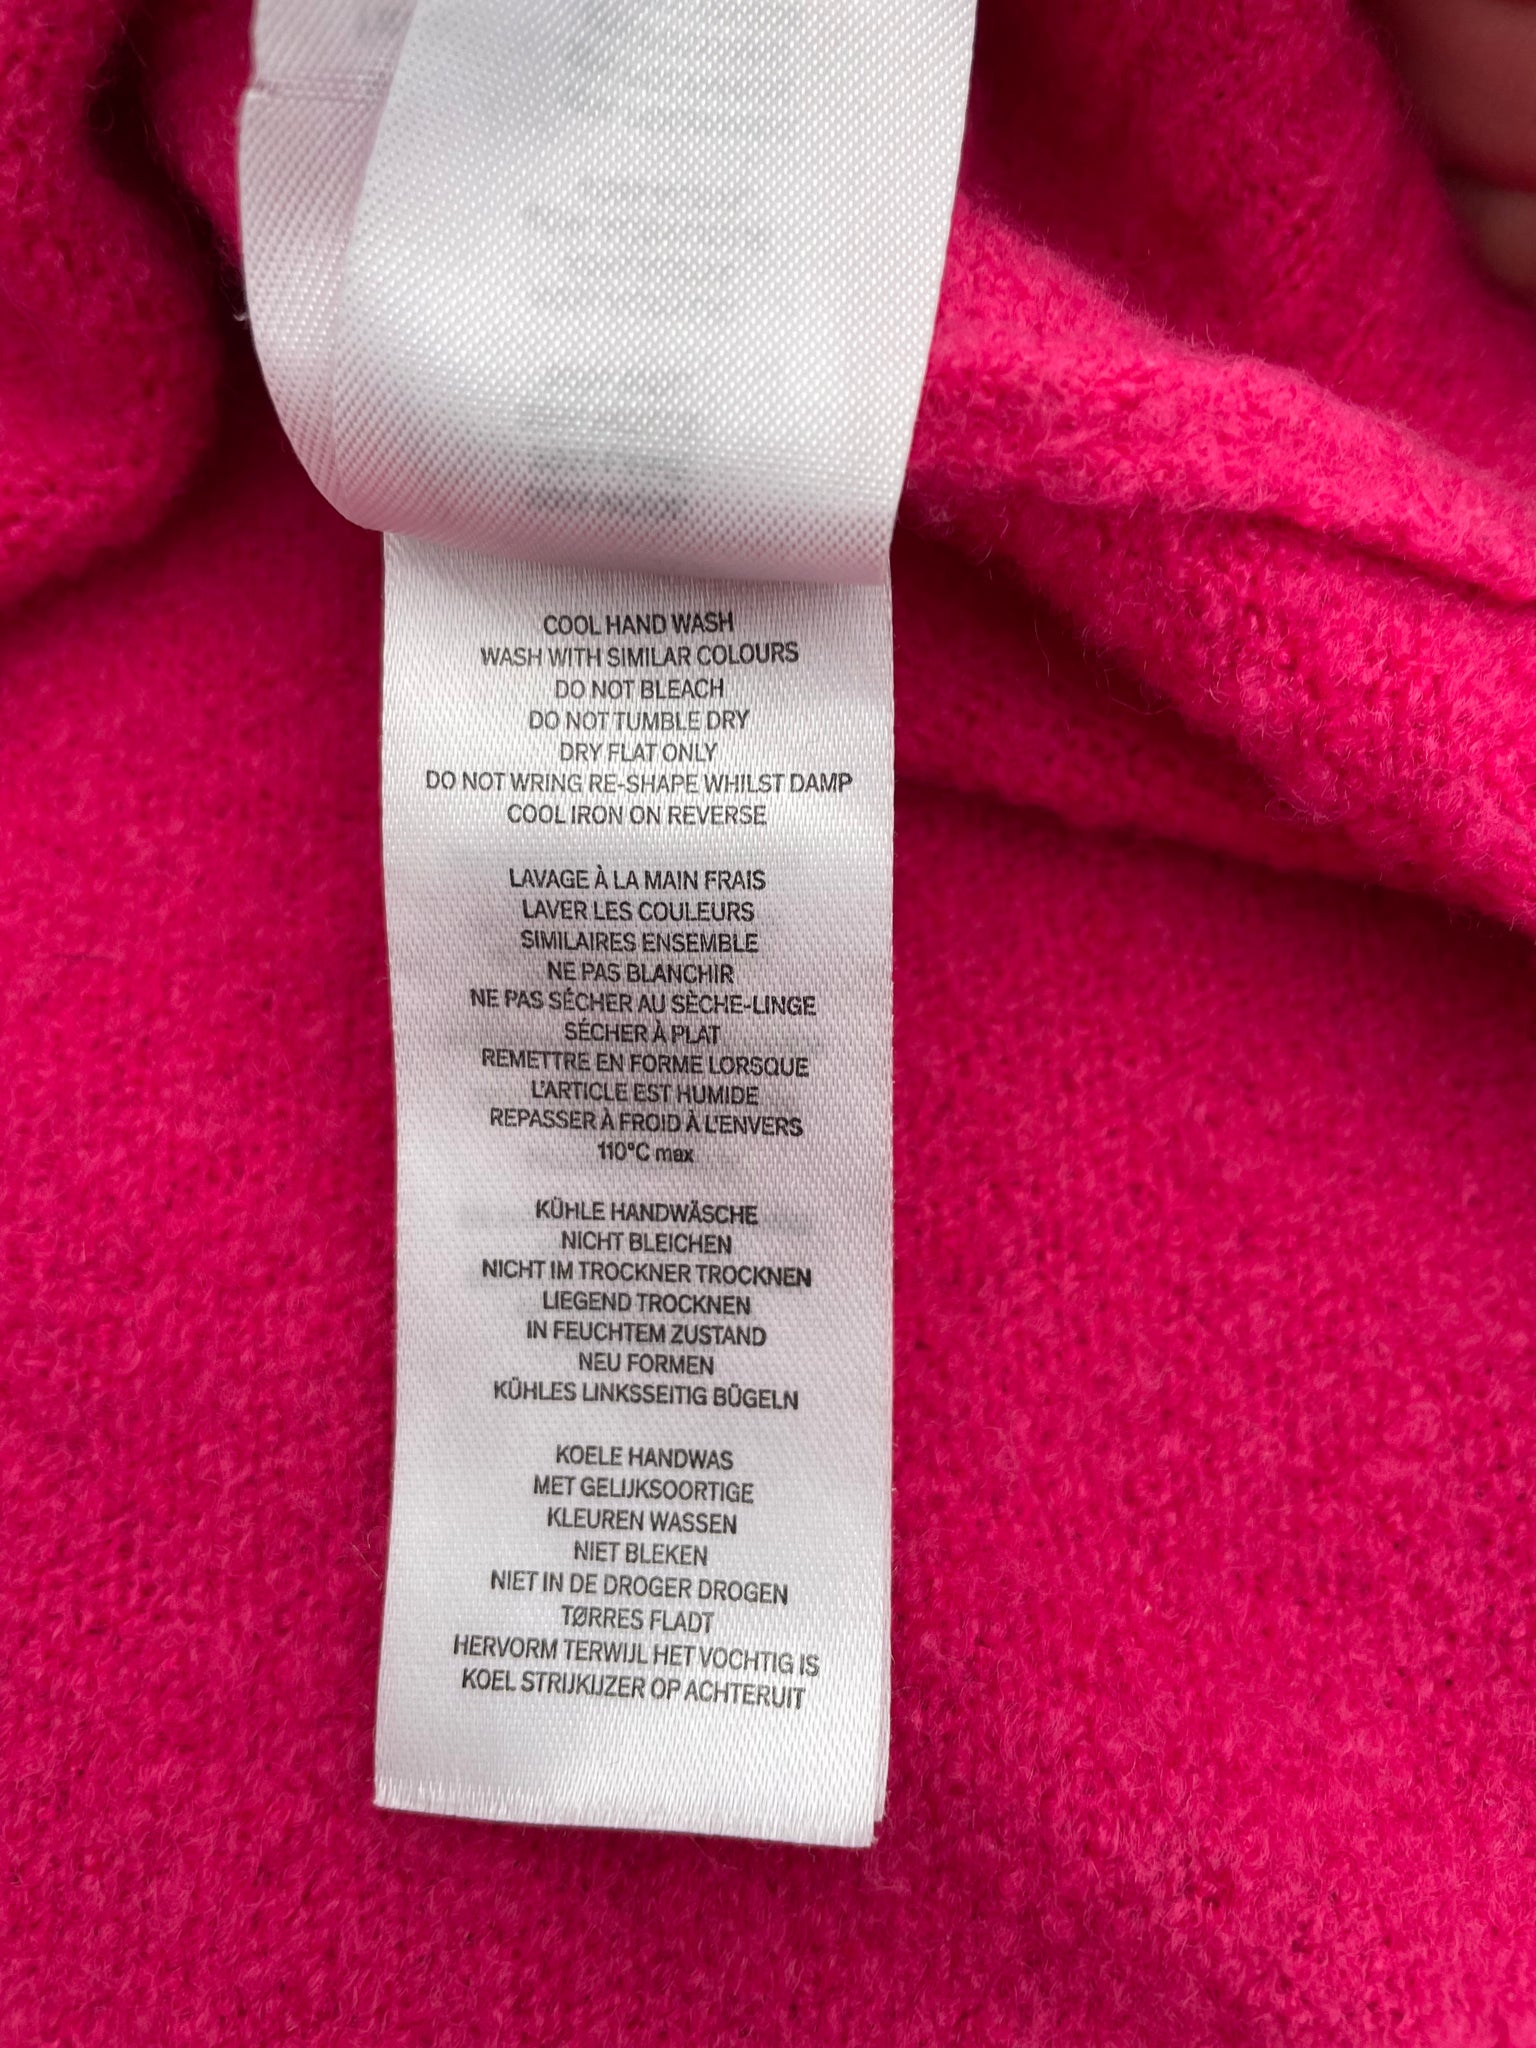 COOL HAND WASH
WASH WITH SIMILAR COLOURS
DO NOT BLEACH
DO NOT TUMBLE DRY
DRY FLAT ONLY
DO NOT WRING RE-SHAPE WHILST DAMP
COOL IRON ON REVERSE
LAVAGE À LA MAIN FRAIS
LAVER LES COULEURS
SIMILAIRES ENSEMBLE
NE PAS BLANCHIR
NE PAS SÉCHER AU SÈCHE-LINGE
SÉCHER À PLAT
REMETTRE EN FORME LORSQUE
L'ARTICLE EST HUMIDE
REPASSER À FROID À L'ENVERS
110°C max
KÜHLE HANDWÄSCHE
NICHT BLEICHEN
NICHT IM TROCKNER TROCKNEN
LIEGEND TROCKNEN
IN FEUCHTEM ZUSTAND
NEU FORMEN
KÜHLES LINKSSEITIG BÜGELN
KOELE HANDWAS
MET GELIJKSOORTIGE
KLEUREN WASSEN
NIET BLEKEN
NIET IN DE DROGER DROGEN
TØRRES FLADT
HERVORM TERWIJL HET VOCHTIG IS
KOEL STRIJKIJZER OP ACHTERUIT